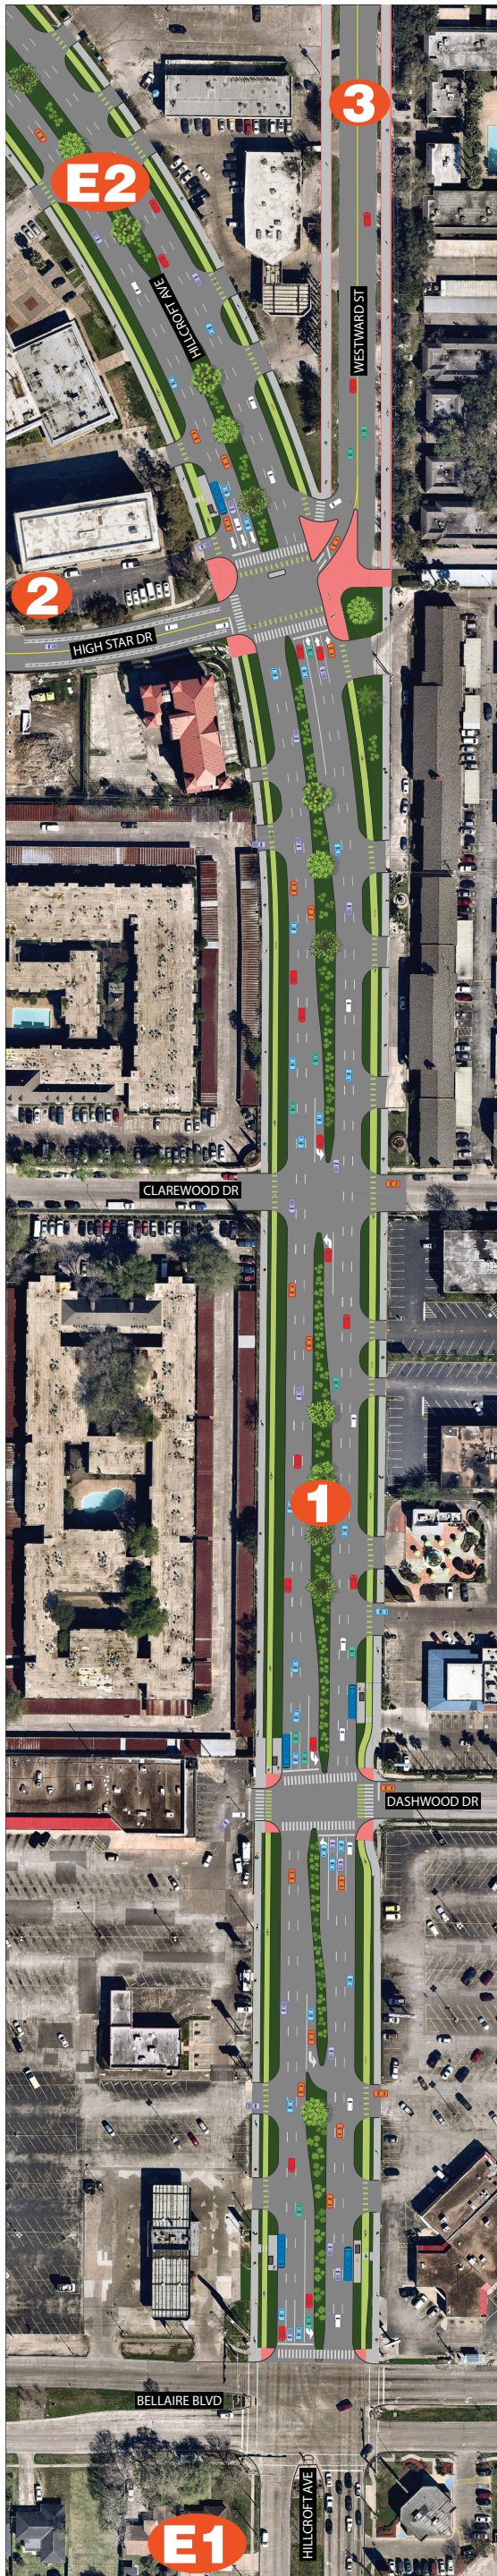 3
E2
HILLCROFT AVE
WESTWARD ST
2
HIGH STAR DR
CLAREWOOD DR
1
DASHWOOD DR
BELLAIRE BLVD
HILLCROFT AVE
E1